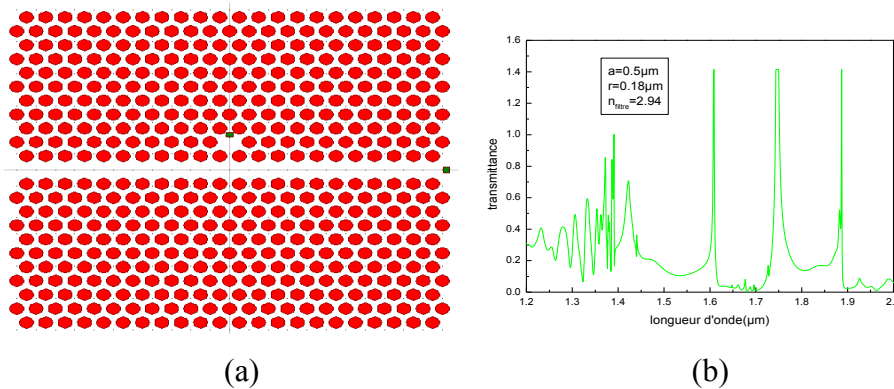 1.6
1.4
1.2
1.0
0.8
0.6
0.4
0.2
0.0
transmittance
a=0.5µm
r=0.18µm
n_filtre=2.94
1.2 1.3 1.4 1.5 1.6 1.7 1.8 1.9 2.
longueur d'onde(µm)
(a) (b)